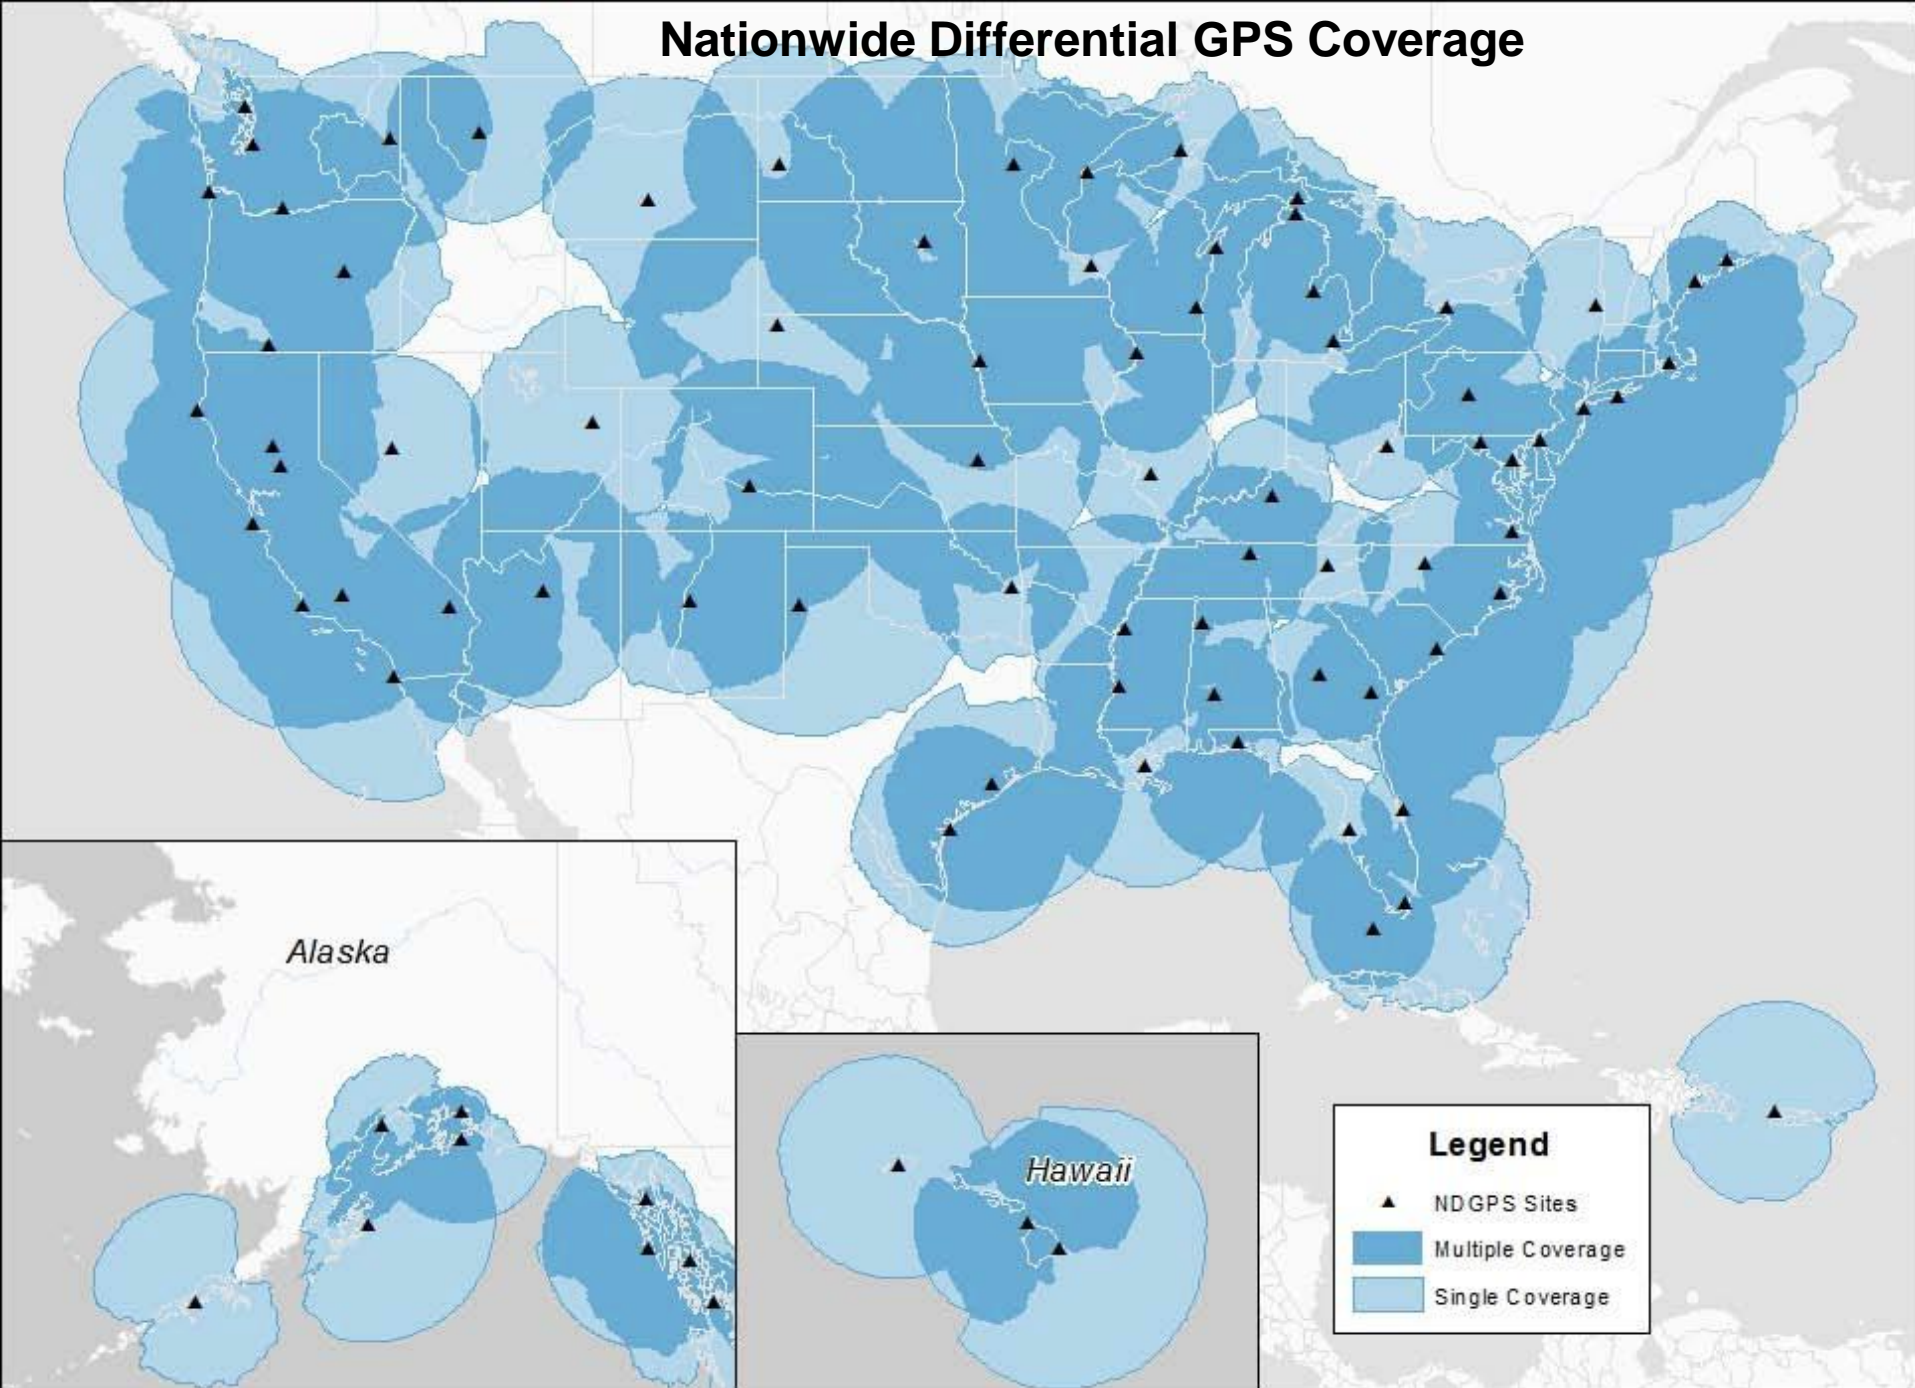 Nationwide Differential GPS Coverage
Alaska
Hawaii
Legend
NDGPS Sites
Multiple Coverage
Single Coverage